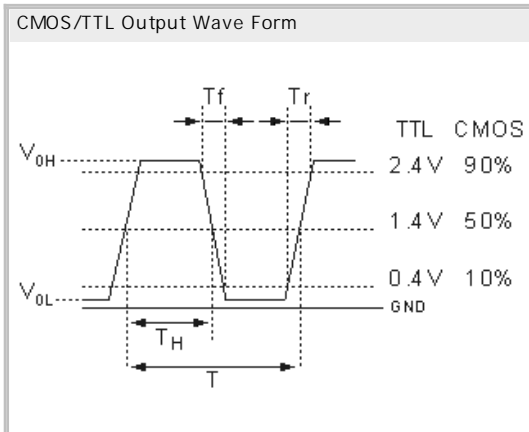 CMOS/TTL Output Wave Form
Tf Tr
TTL CMOS
V0H
2.4V 90%
1.4V 50%
V0L
0.4V 10%
GND
TH
T